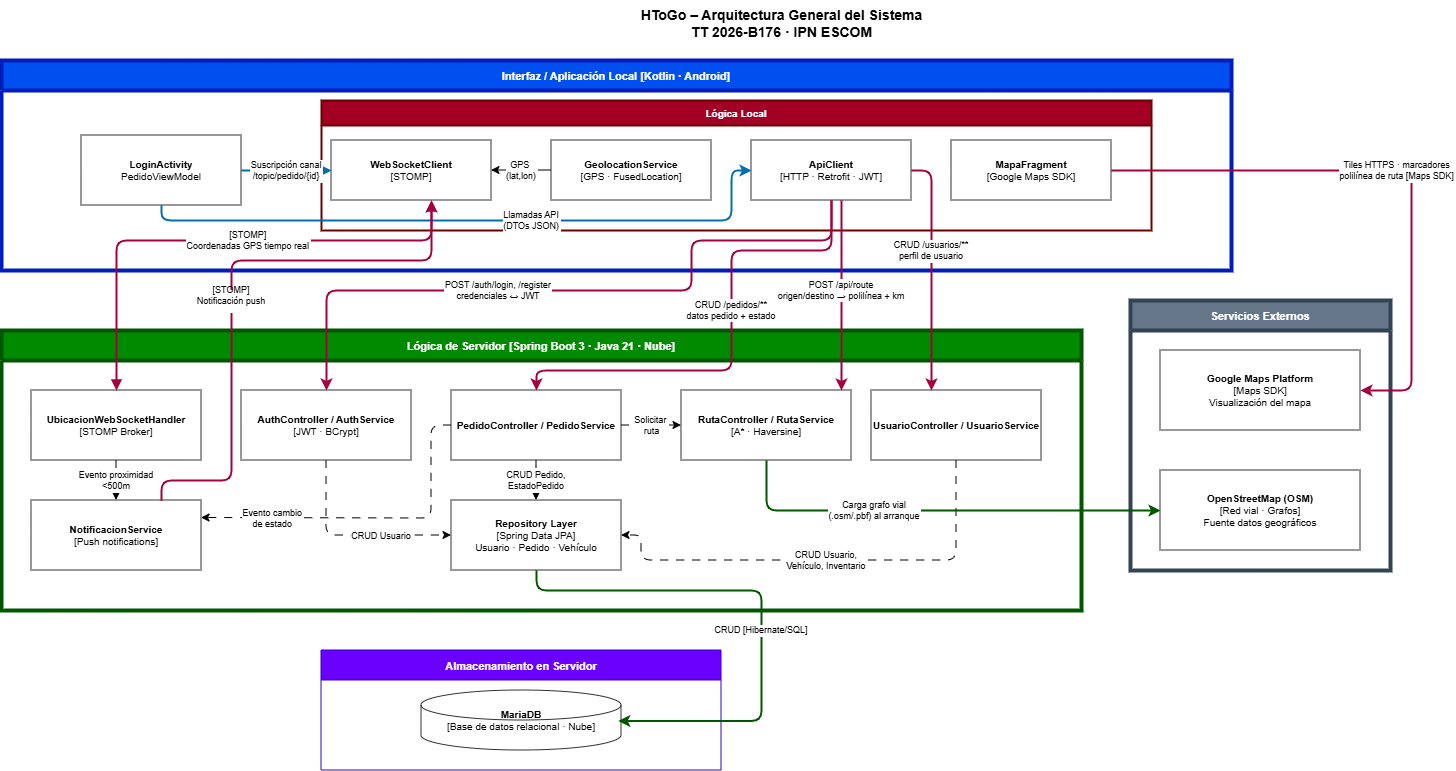 HToGo – Arquitectura General del Sistema
TT 2026-B176 · IPN ESCOM
Interfaz / Aplicación Local [Kotlin · Android]
Lógica Local
LoginActivity
PedidoViewModel
Suscripción canal
/topic/pedido/{id}
WebSocketClient
[STOMP]
GPS
(lat,lon)
GeolocationService
[GPS · FusedLocation]
ApiClient
[HTTP · Retrofit · JWT]
MapaFragment
[Google Maps SDK]
Tiles HTTPS · marcadores
polilínea de ruta [Maps SDK]
Llamadas API
(DTOs JSON)
[STOMP]
Coordenadas GPS tiempo real
CRUD /usuarios/**
perfil de usuario
[STOMP]
Notificación push
POST /auth/login, /register
credenciales ↔ JWT
POST /api/route
origen/destino → polilínea + km
CRUD /pedidos/**
datos pedido + estado
Lógica de Servidor [Spring Boot 3 · Java 21 · Nube]
Servicios Externos
UbicacionWebSocketHandler
[STOMP Broker]
AuthController / AuthService
[JWT · BCrypt]
PedidoController / PedidoService
Solicitar
ruta
RutaController / RutaService
[A* · Haversine]
UsuarioController / UsuarioService
Google Maps Platform
[Maps SDK]
Visualización del mapa
Evento proximidad
<500m
CRUD Pedido,
EstadoPedido
NotificacionService
[Push notifications]
Evento cambio
de estado
CRUD Usuario
Repository Layer
[Spring Data JPA]
Usuario · Pedido · Vehículo
Carga grafo vial
(.osm/.pbf) al arranque
CRUD Usuario,
Vehículo, Inventario
OpenStreetMap (OSM)
[Red vial · Grafos]
Fuente datos geográficos
CRUD [Hibernate/SQL]
Almacenamiento en Servidor
MariaDB
[Base de datos relacional · Nube]